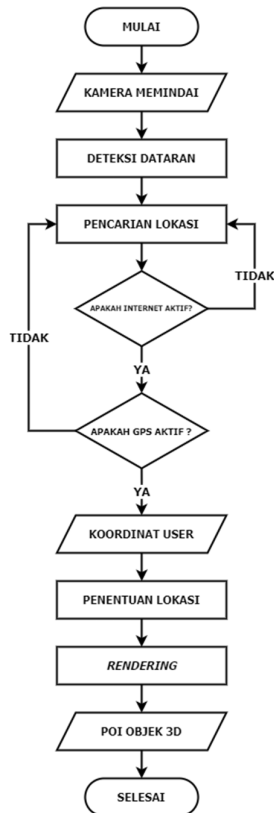 MULAI
KAMERA MEMINDAI
DETEKSI DATARAN
PENCARIAN LOKASI
TIDAK
APAKAH INTERNET AKTIF?
TIDAK
YA
APAKAH GPS AKTIF ?
YA
KOORDINAT USER
PENENTUAN LOKASI
RENDERING
POI OBJEK 3D
SELESAI